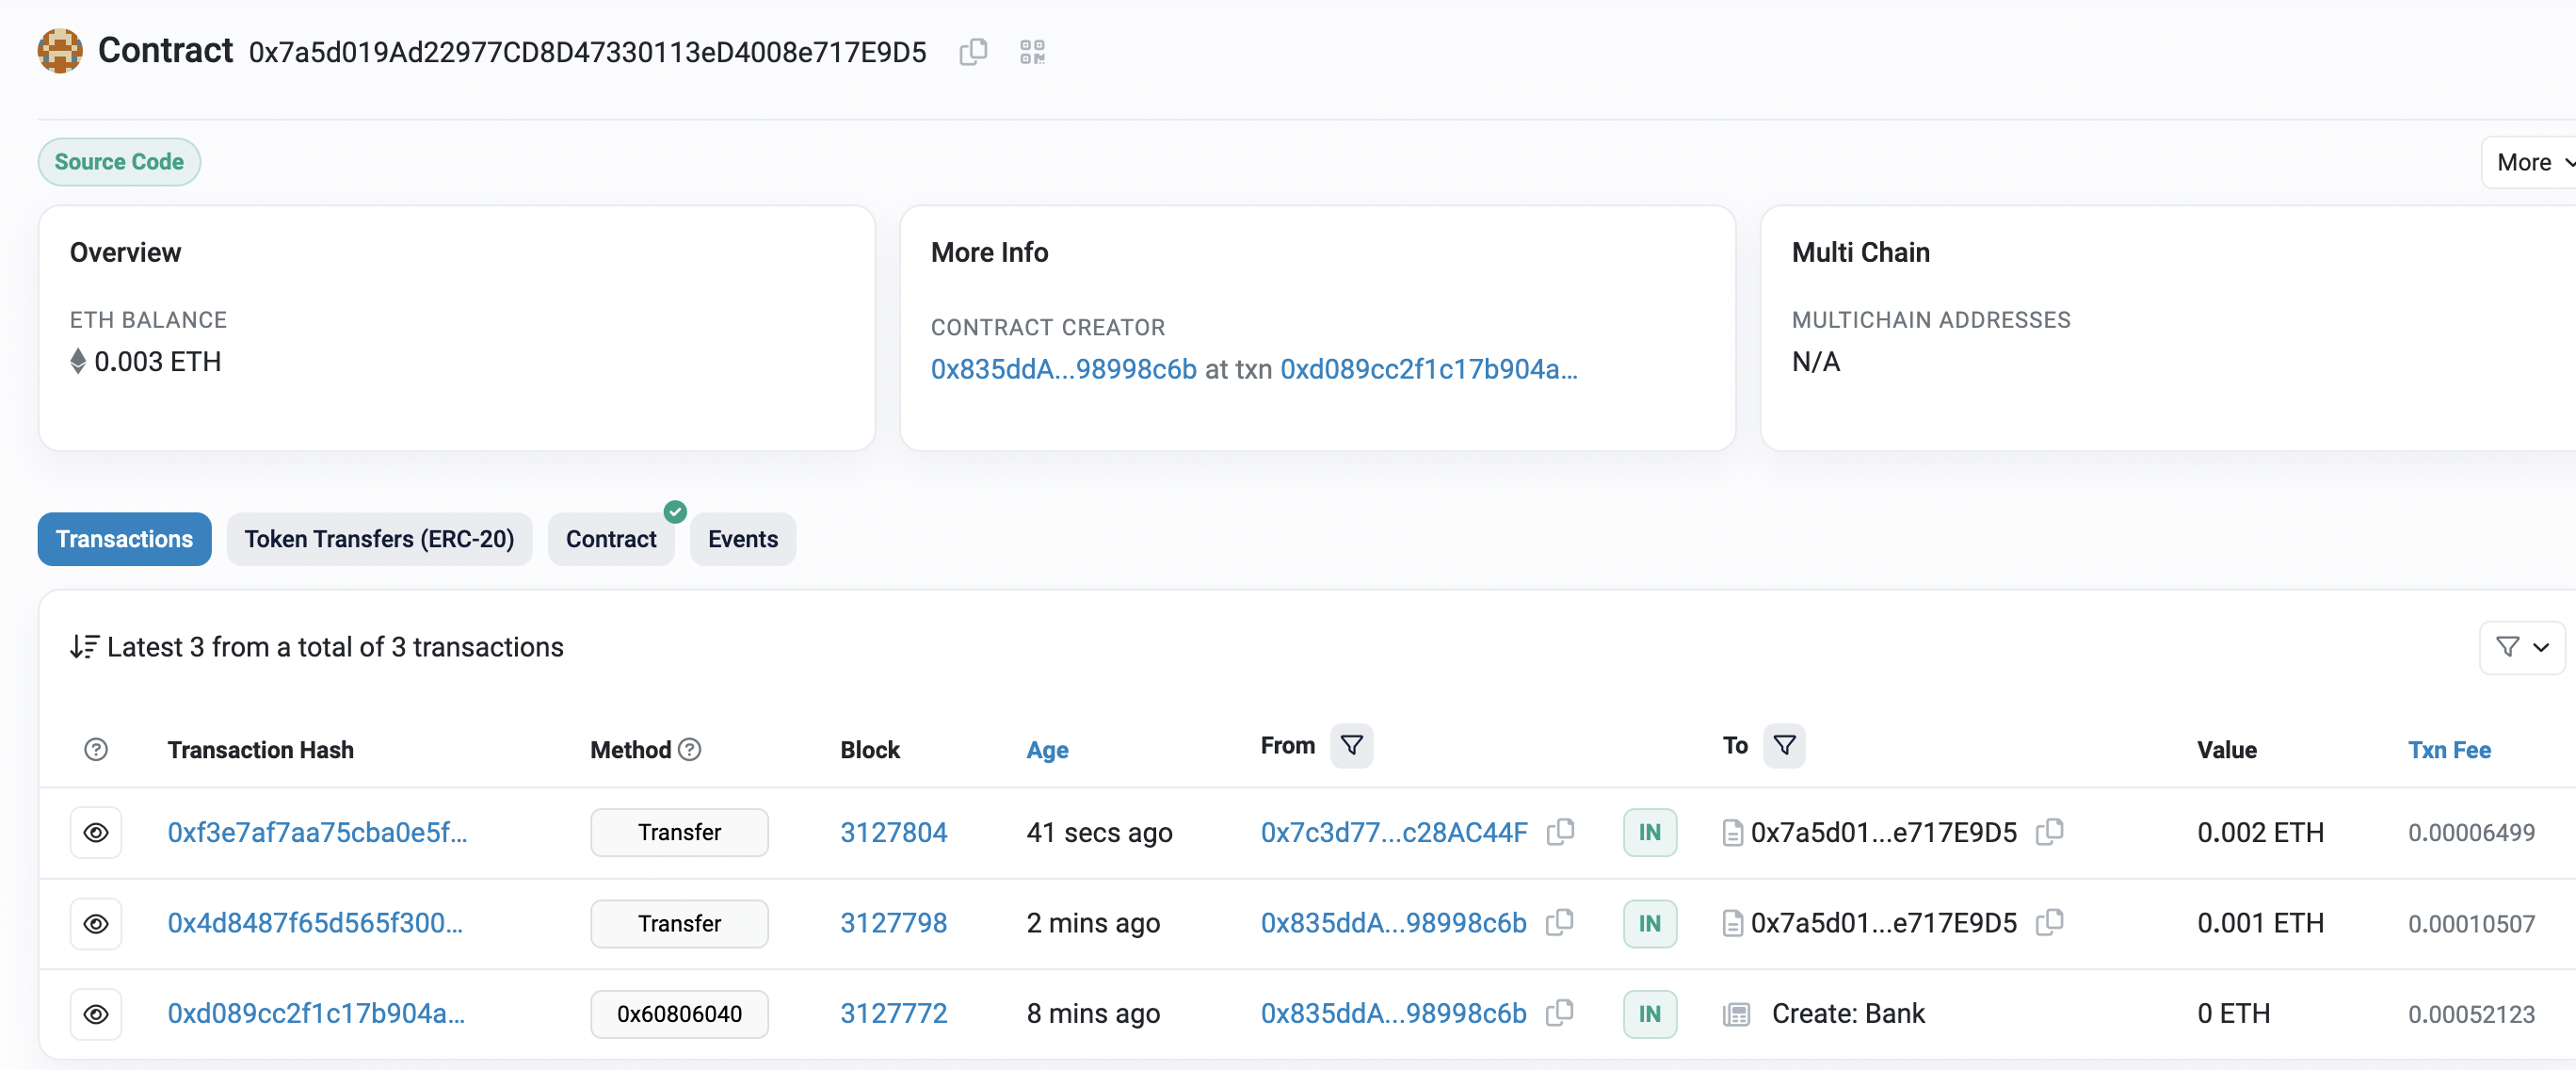 Contract 0x7a5d019Ad22977CD8D47330113eD4008e717E9D5
Source Code
More
Overview
ETH BALANCE
0.003 ETH
More Info
CONTRACT CREATOR
0x835ddA...98998c6b at txn 0xd089cc2f1c17b904a...
Multi Chain
MULTICHAIN ADDRESSES
N/A
Transactions Token Transfers (ERC-20) Contract Events
Latest 3 from a total of 3 transactions
Transaction Hash Method Block Age From To Value Txn Fee
0xf3e7af7aa75cba0e5f... Transfer 3127804 41 secs ago 0x7c3d77...c28AC44F IN 0x7a5d01...e717E9D5 0.002 ETH 0.00006499
0x4d8487f65d565f300... Transfer 3127798 2 mins ago 0x835ddA...98998c6b IN 0x7a5d01...e717E9D5 0.001 ETH 0.00010507
0xd089cc2f1c17b904a... 0x60806040 3127772 8 mins ago 0x835ddA...98998c6b IN Create: Bank 0 ETH 0.00052123